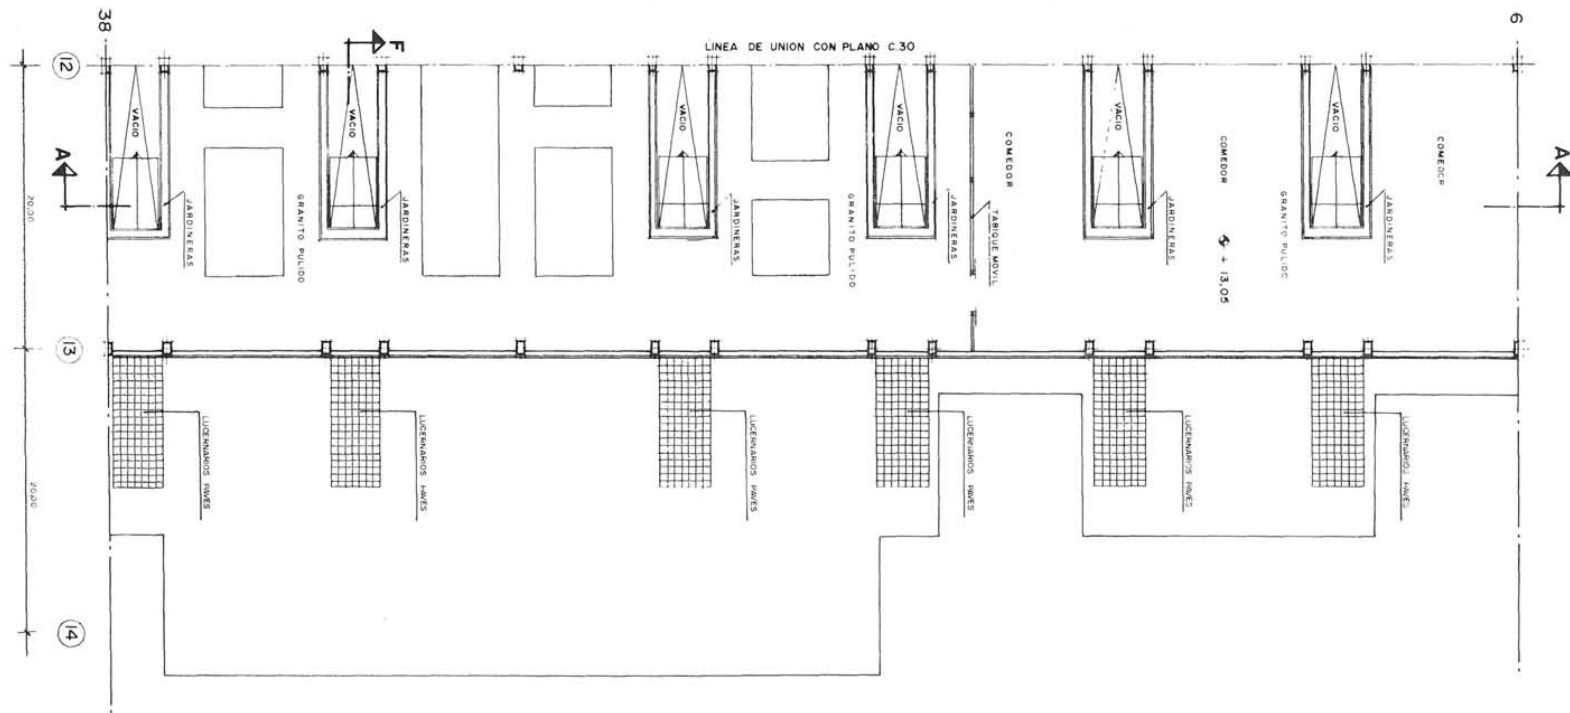 38
6
F
LINEA DE UNION CON PLANO C.30
12
VACIO
VACIO
VACIO
VACIO
VACIO
VACIO
A
A
COMEDOR
COMEDOR
COMEDOR
20,00
JARDINERAS
GRANITO PULIDO
JARDINERAS
JARDINERAS
GRANITO PULIDO
JARDINERAS
TABIQUE MOVIL
JARDINERAS
+ 13,05
GRANITO PULIDO
JARDINERAS
13
LUCERNARIOS PAVES
LUCERNARIOS PAVES
LUCERNARIOS PAVES
LUCERNARIOS PAVES
LUCERNARIOS PAVES
LUCERNARIOS PAVES
20,00
14